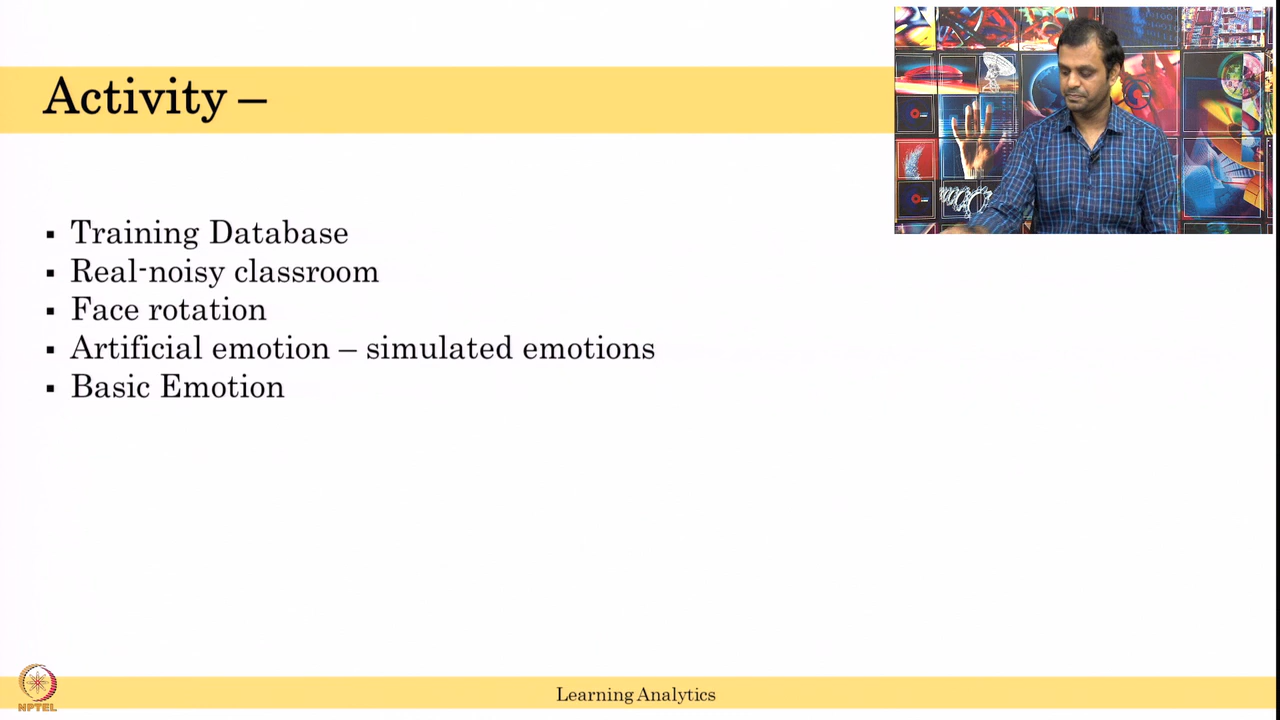 Activity –
▪ Training Database
▪ Real-noisy classroom
▪ Face rotation
▪ Artificial emotion – simulated emotions
▪ Basic Emotion
Learning Analytics
NPTEL